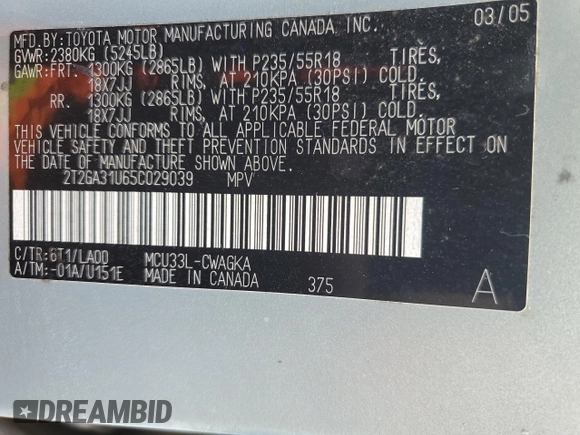 MFD.BY:TOYOTA MOTOR MANUFACTURING CANADA, INC. 03/05
GVWR:2380KG (5245LB)
GAWR:FRT. 1300KG (2865LB) WITH P235/55R18 TIRES,
18X7JJ RIMS, AT 210KPA (30PSI) COLD.
RR. 1300KG (2865LB) WITH P235/55R18 TIRES,
18X7JJ RIMS, AT 210KPA (30PSI) COLD.
THIS VEHICLE CONFORMS TO ALL APPLICABLE FEDERAL MOTOR
VEHICLE SAFETY AND THEFT PREVENTION STANDARDS IN EFFECT ON
THE DATE OF MANUFACTURE SHOWN ABOVE.
2T2GA31U65C029039 MPV
C/TR:6T1/LA00 MCU33L-CWAGKA
A/TM:-01A/U151E MADE IN CANADA 375 A
DREAMBID